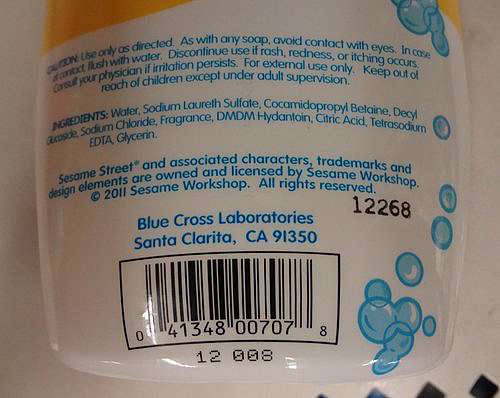 CAUTION: Use only as directed. As with any soap, avoid contact with eyes. In case
of contact, flush with water. Discontinue use if rash, redness, or itching occurs.
Consult your physician if irritation persists. For external use only. Keep out of
reach of children except under adult supervision.
INGREDIENTS: Water, Sodium Laureth Sulfate, Cocamidopropyl Betaine, Decyl
Glucoside, Sodium Chloride, Fragrance, DMDM Hydantoin, Citric Acid, Tetrasodium
EDTA, Glycerin.
Sesame Street® and associated characters, trademarks and
design elements are owned and licensed by Sesame Workshop.
© 2011 Sesame Workshop. All rights reserved.
12268
Blue Cross Laboratories
Santa Clarita, CA 91350
0 41348 00707 8
12 008